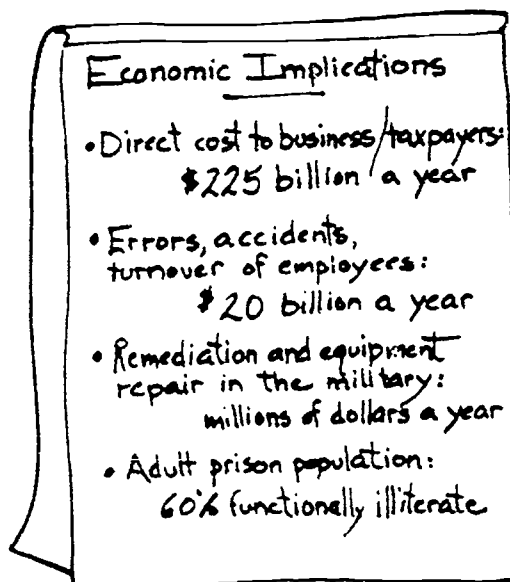 Economic Implications
• Direct cost to business/taxpayers:
$225 billion a year
• Errors, accidents,
turnover of employees:
$20 billion a year
• Remediation and equipment
repair in the military:
millions of dollars a year
• Adult prison population:
60% functionally illiterate